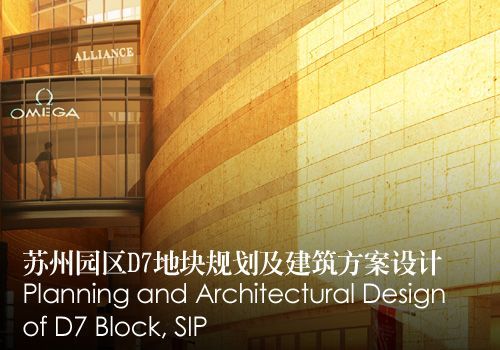 ALLIANCE
Ω
OMEGA
苏州园区D7地块规划及建筑方案设计
Planning and Architectural Design
of D7 Block, SIP